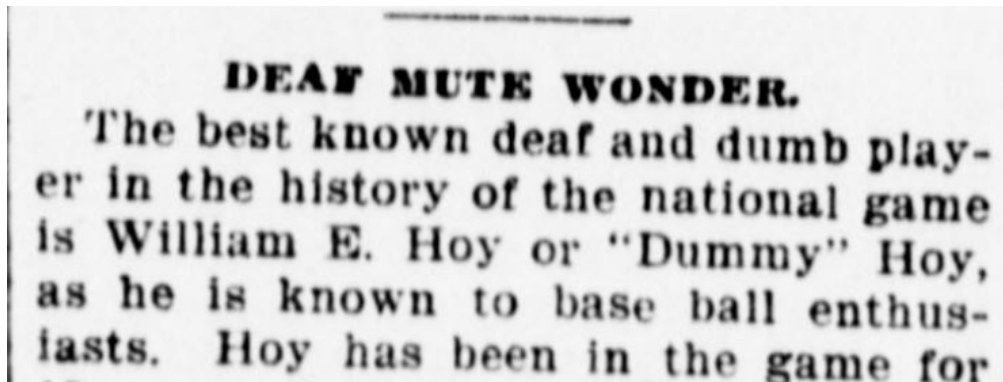 DEAF MUTE WONDER.
The best known deaf and dumb play-
er in the history of the national game
is William E. Hoy or "Dummy" Hoy,
as he is known to base ball enthus-
iasts. Hoy has been in the game for